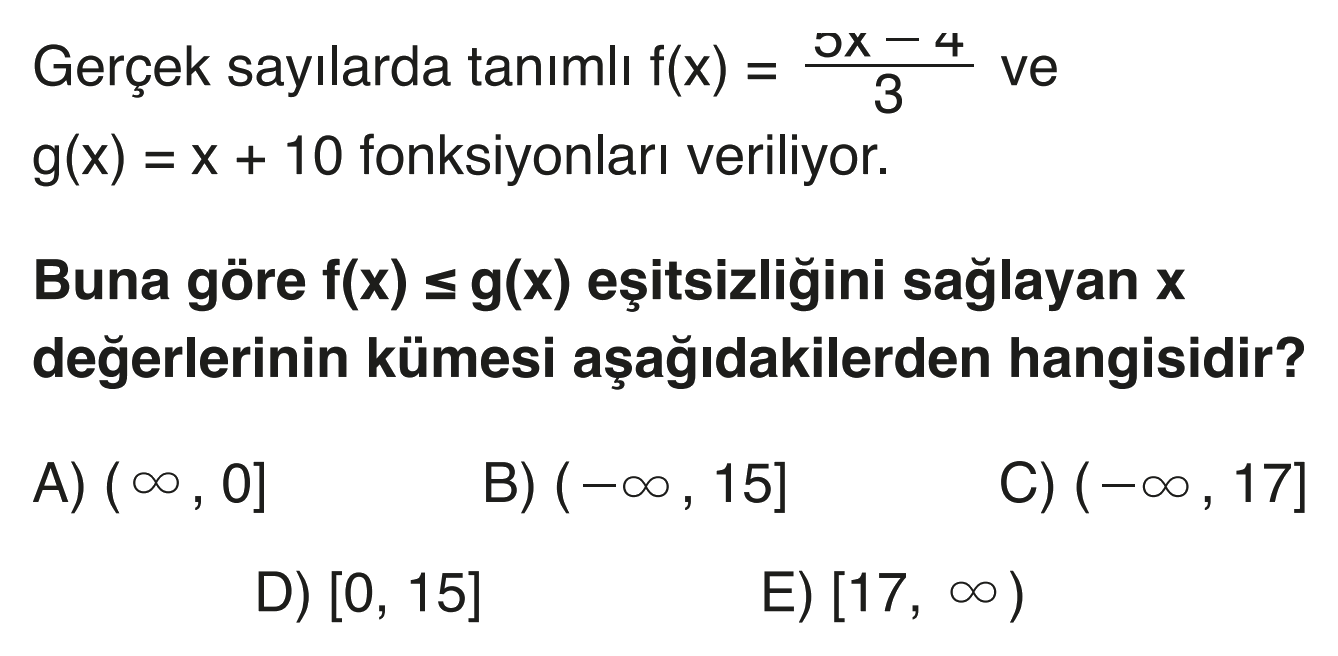 Gerçek sayılarda tanımlı f(x) = (5x − 4)/3 ve
g(x) = x + 10 fonksiyonları veriliyor.
Buna göre f(x) ≤ g(x) eşitsizliğini sağlayan x
değerlerinin kümesi aşağıdakilerden hangisidir?
A) (∞, 0] B) (−∞, 15] C) (−∞, 17]
D) [0, 15] E) [17, ∞)